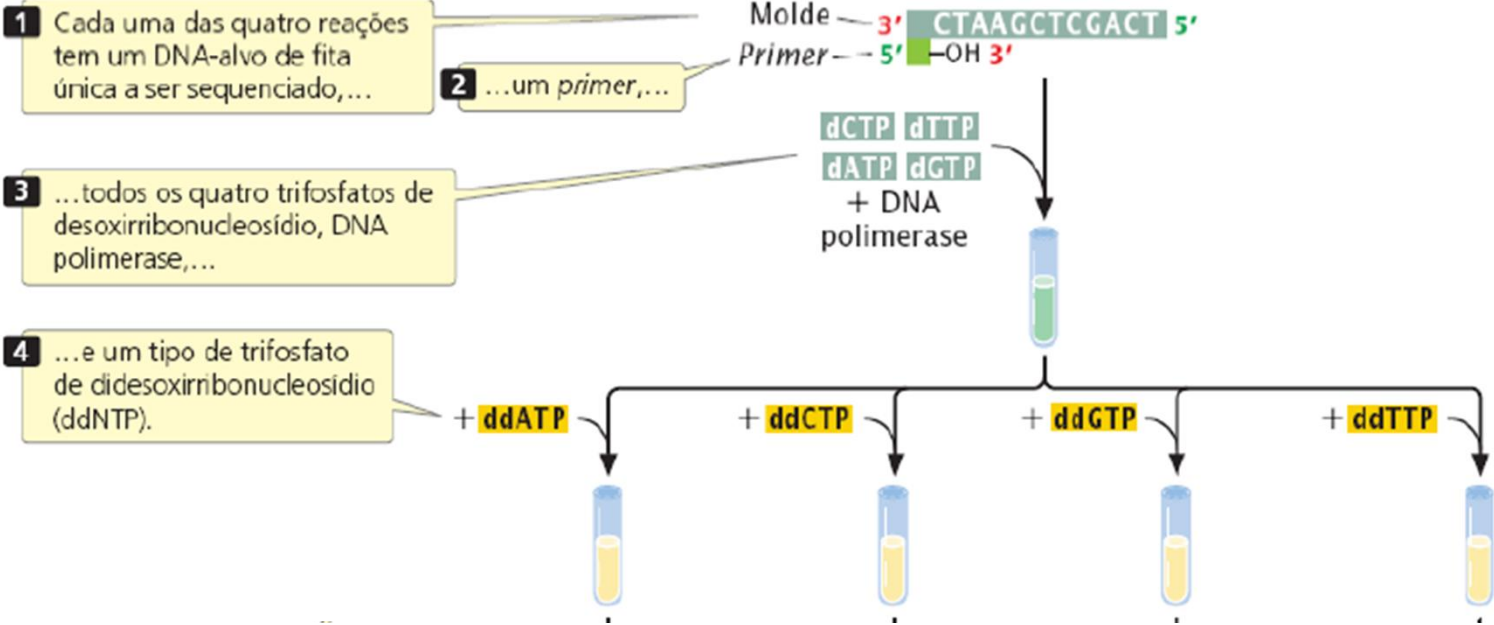 1 Cada uma das quatro reações
tem um DNA-alvo de fita
única a ser sequenciado,...
Molde 3′ CTAAGCTCGACT 5′
2 ...um primer,...
Primer 5′ –OH 3′
dCTP dTTP
dATP dGTP
+ DNA
polimerase
3 ...todos os quatro trifosfatos de
desoxirribonucleosídio, DNA
polimerase,...
4 ...e um tipo de trifosfato
de didesoxirribonucleosídio
(ddNTP).
+ ddATP
+ ddCTP
+ ddGTP
+ ddTTP